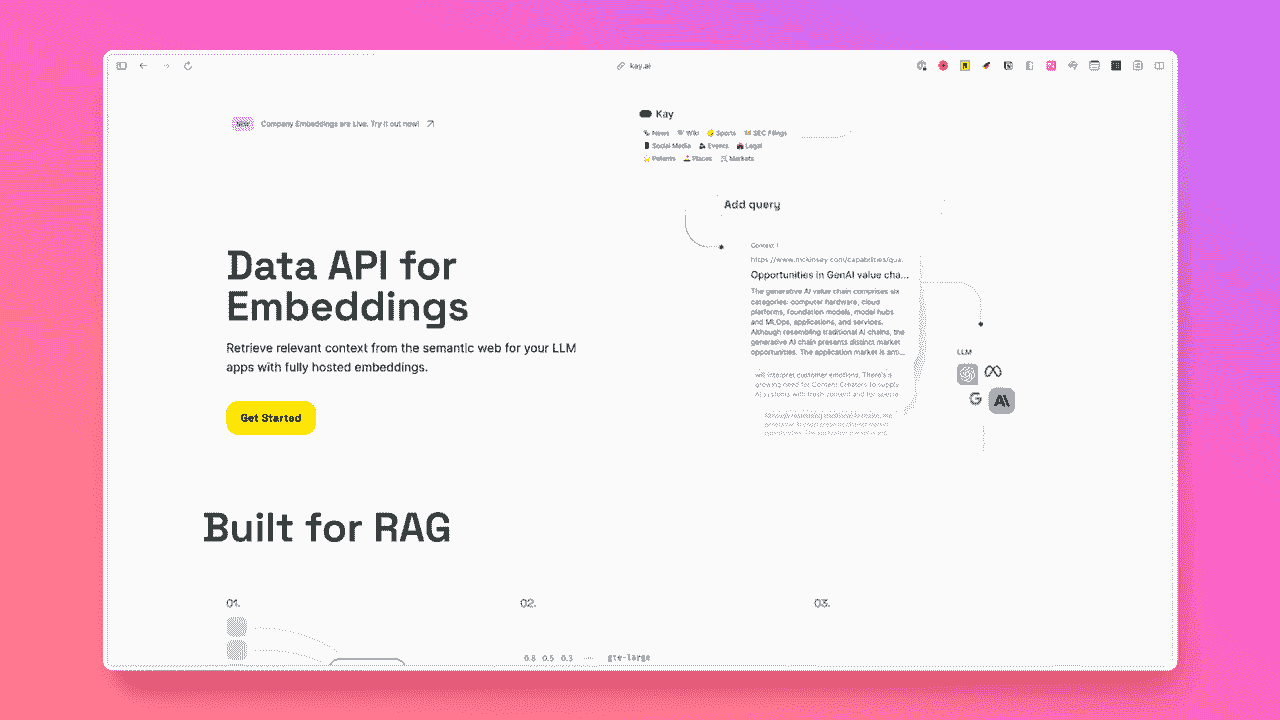 kay.ai
New
Company Embeddings are Live. Try it out now!
Data API for
Embeddings
Retrieve relevant context from the semantic web for your LLM
apps with fully hosted embeddings.
Get Started
Kay
News Wiki Sports SEC Filings
Social Media Events Legal
Patents Places Markets
Add query
Context 1
https://www.mckinsey.com/capabilities/qua...
Opportunities in GenAI value cha...
The generative AI value chain comprises six
categories: computer hardware, cloud
platforms, foundation models, model hubs
and MLOps, applications, and services.
Although resembling traditional AI chains, the
generative AI chain presents distinct market
opportunities. The application market is anti...
will interpret customer emotions. There's a
growing need for Content Curators to supply
AI systems with fresh content and for specia
LLM
Built for RAG
01.
02.
03.
0.8 0.5 0.3 ... gte-large